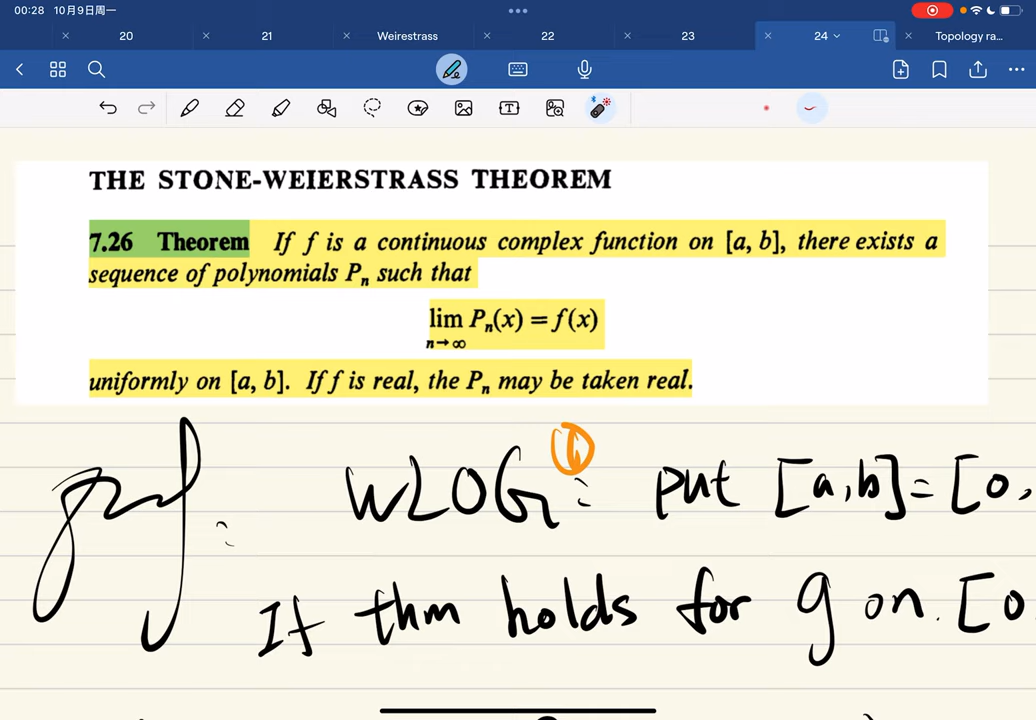 00:28 10月9日周一
20 21 Weirestrass 22 23 24 Topology ra...
THE STONE-WEIERSTRASS THEOREM
7.26 Theorem If f is a continuous complex function on [a, b], there exists a
sequence of polynomials Pn such that
lim Pn(x) = f(x)
n→∞
uniformly on [a, b]. If f is real, the Pn may be taken real.
WLOG ① : put [a,b]=[0,
If thm holds for g on [0